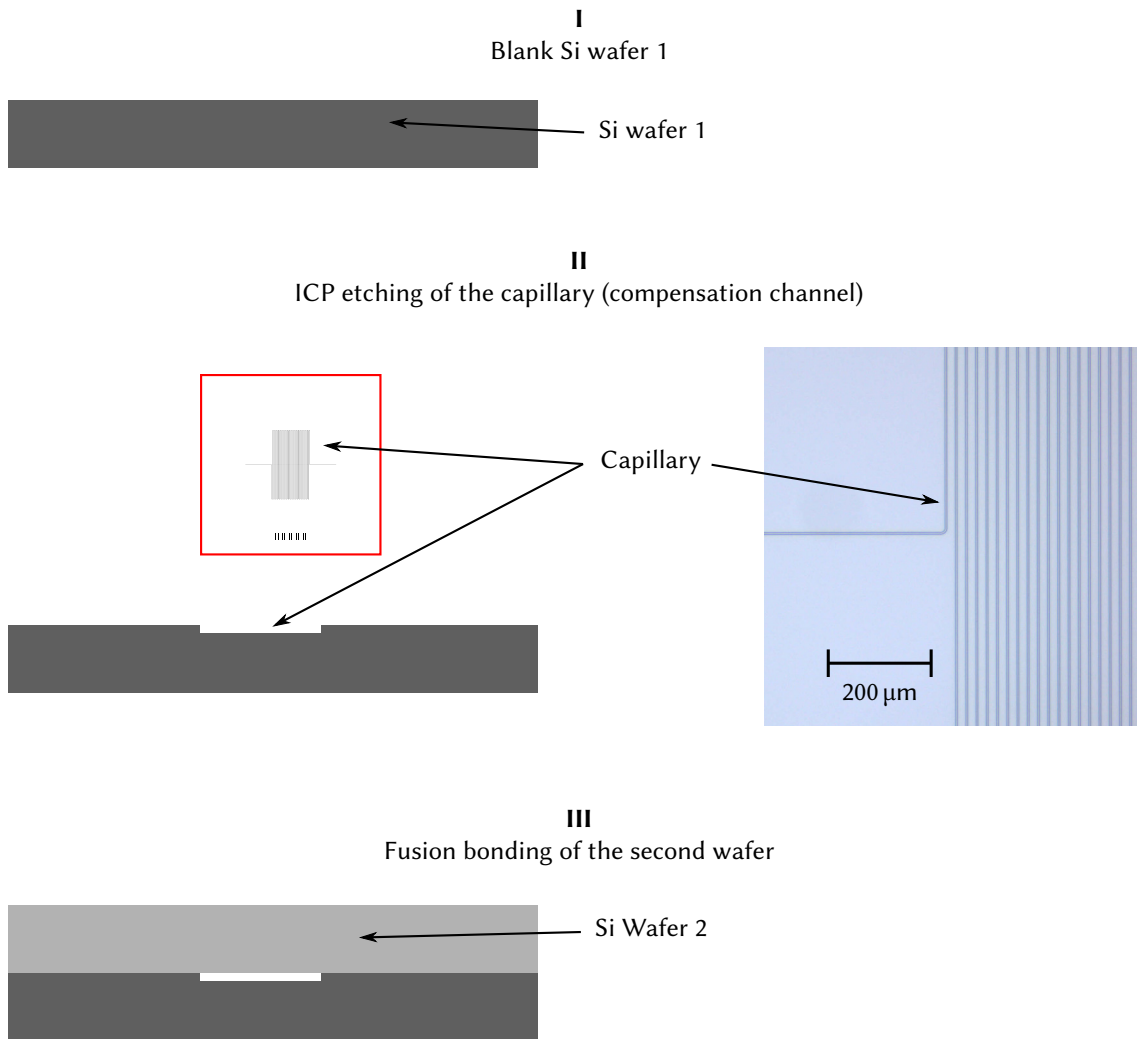 I
Blank Si wafer 1
Si wafer 1
II
ICP etching of the capillary (compensation channel)
Capillary
200 µm
III
Fusion bonding of the second wafer
Si Wafer 2